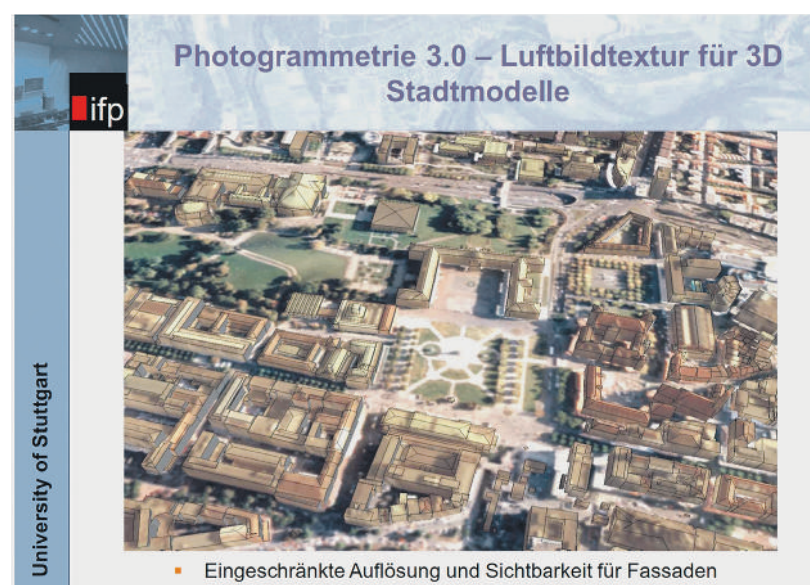 Photogrammetrie 3.0 – Luftbildtextur für 3D
Stadtmodelle
ifp
University of Stuttgart
Eingeschränkte Auflösung und Sichtbarkeit für Fassaden